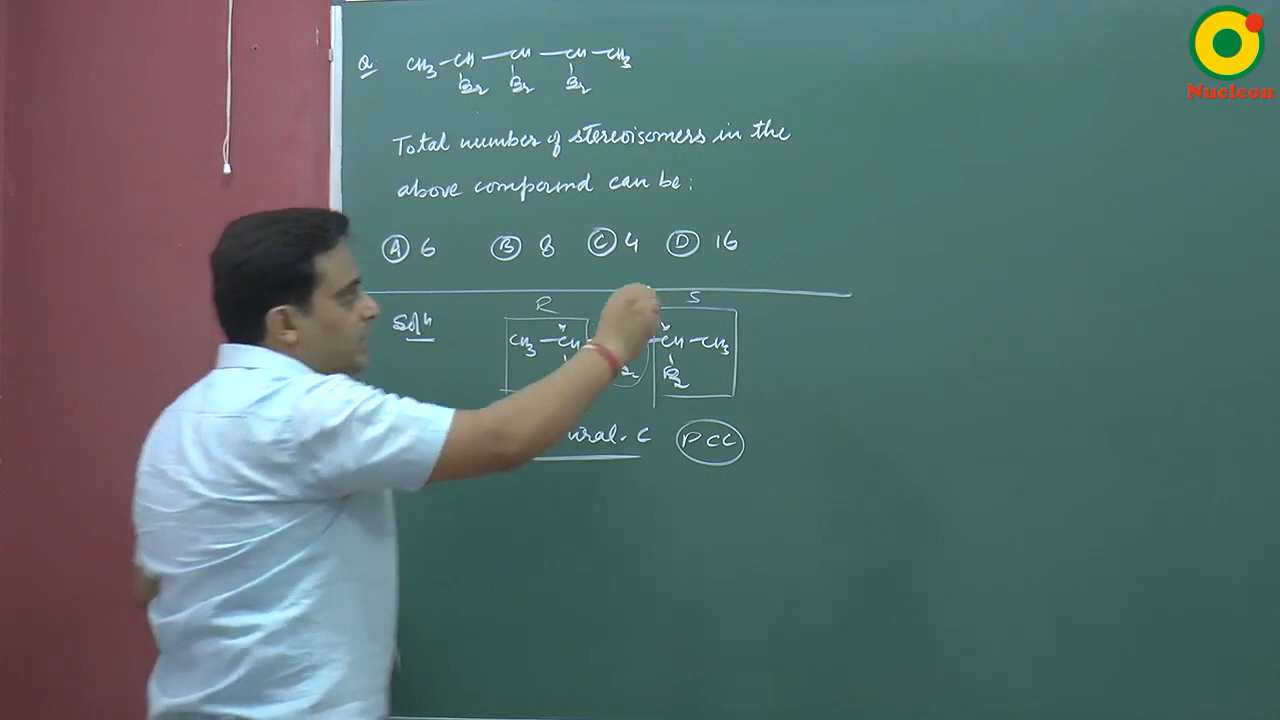 Q CH3 – CH – CH – CH – CH3
Br Br Br
Total number of stereoisomers in the
above compound can be:
A 6 B 8 C 4 D 16
Nucleon
Solⁿ
R S
CH3 – CH – CH – CH3
Br
C PCC